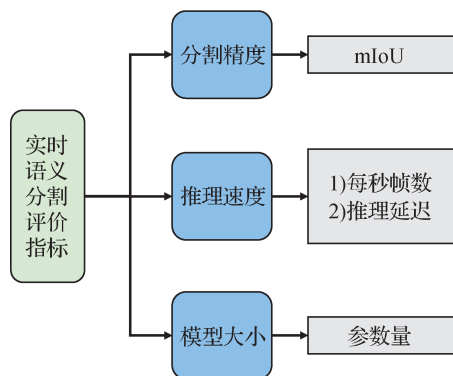 实时
语义
分割
评价
指标
分割精度
mIoU
推理速度
1)每秒帧数
2)推理延迟
模型大小
参数量